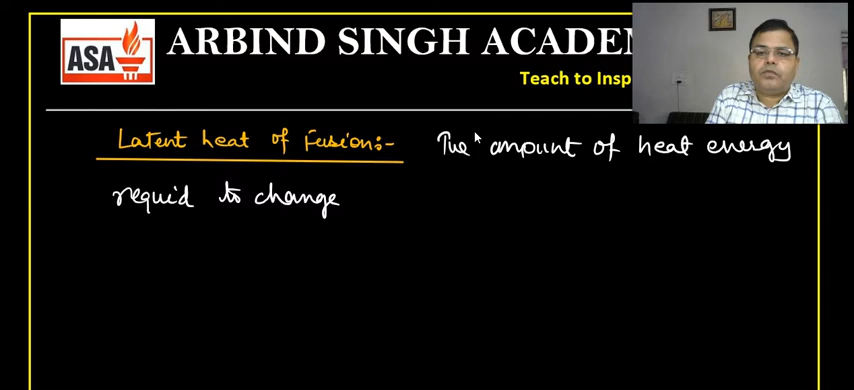 ASA
ARBIND SINGH ACADEM
Teach to Insp
Latent heat of Fusion:- The amount of heat energy
requid to change